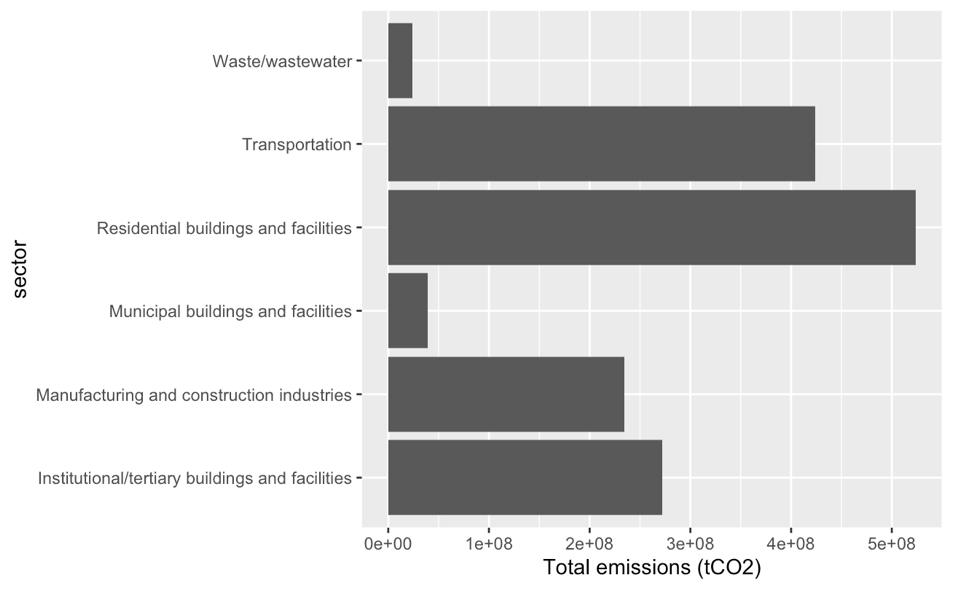 Waste/wastewater
Transportation
Residential buildings and facilities
Municipal buildings and facilities
Manufacturing and construction industries
Institutional/tertiary buildings and facilities
sector
0e+00 1e+08 2e+08 3e+08 4e+08 5e+08
Total emissions (tCO2)